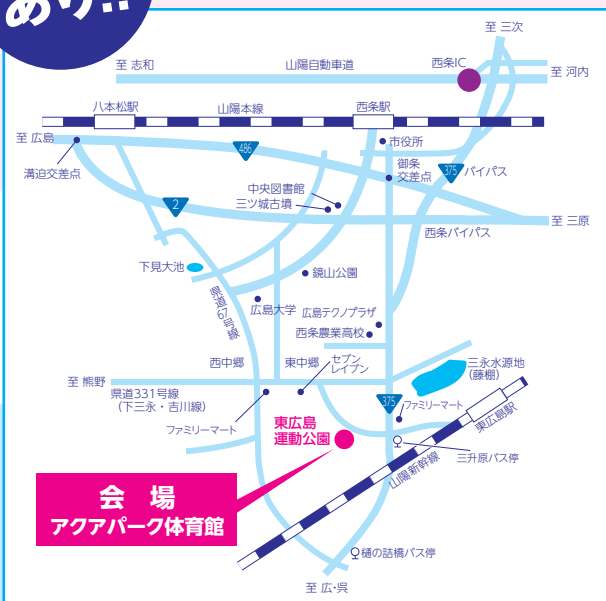 あり!!
至 三次
至 志和
山陽自動車道
西条IC
至 河内
八本松駅
山陽本線
西条駅
至 広島
486
市役所
溝迫交差点
御条
交差点
375
バイパス
中央図書館
三ツ城古墳
2
至 三原
西条バイパス
下見大池
鏡山公園
県道79号線
広島大学
広島テクノプラザ
西条農業高校
西中郷
東中郷
セブン
レイブン
三永水源地
(藤棚)
至 熊野
県道331号線
(下三永・吉川線)
375
ファミリーマート
東広島駅
ファミリーマート
東広島
運動公園
三升原バス停
山陽新幹線
会 場
アクアパーク体育館
樋の詰橋バス停
至 広・呉